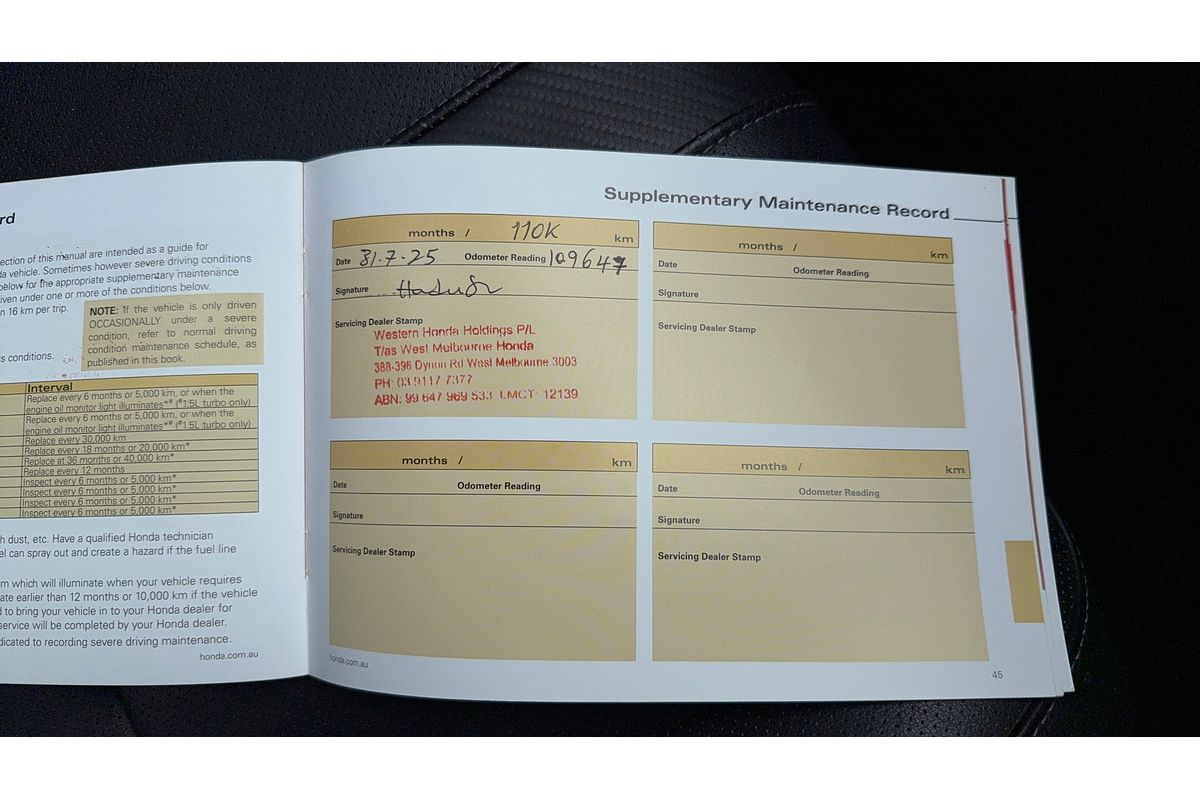 rd
ection of this manual are intended as a guide for
da vehicle. Sometimes however severe driving conditions
below for the appropriate supplementary maintenance
iven under one or more of the conditions below.
n 16 km per trip.
NOTE: If the vehicle is only driven
OCCASIONALLY under a severe
condition, refer to normal driving
condition maintenance schedule, as
published in this book.
s conditions.
Interval
Replace every 6 months or 5,000 km, or when the
engine oil monitor light illuminates*# (#1.5L turbo only)
Replace every 6 months or 5,000 km, or when the
engine oil monitor light illuminates*# (#1.5L turbo only)
Replace every 30,000 km
Replace every 18 months or 20,000 km*
Replace at 36 months or 40,000 km*
Replace every 12 months
Inspect every 6 months or 5,000 km*
Inspect every 6 months or 5,000 km*
Inspect every 6 months or 5,000 km*
Inspect every 6 months or 5,000 km*
h dust, etc. Have a qualified Honda technician
el can spray out and create a hazard if the fuel line
m which will illuminate when your vehicle requires
ate earlier than 12 months or 10,000 km if the vehicle
d to bring your vehicle in to your Honda dealer for
service will be completed by your Honda dealer.
dicated to recording severe driving maintenance.
honda.com.au
Supplementary Maintenance Record
months / 110K km
Date 31-7-25 Odometer Reading 109647
Signature
Servicing Dealer Stamp
Western Honda Holdings P/L
T/as West Melbourne Honda
388-396 Dynon Rd West Melbourne 3003
PH: 03 9117 7377
ABN: 99 647 969 533 LMCT: 12139
months / km
Date Odometer Reading
Signature
Servicing Dealer Stamp
months / km
Date Odometer Reading
Signature
Servicing Dealer Stamp
months / km
Date Odometer Reading
Signature
Servicing Dealer Stamp
honda.com.au
45